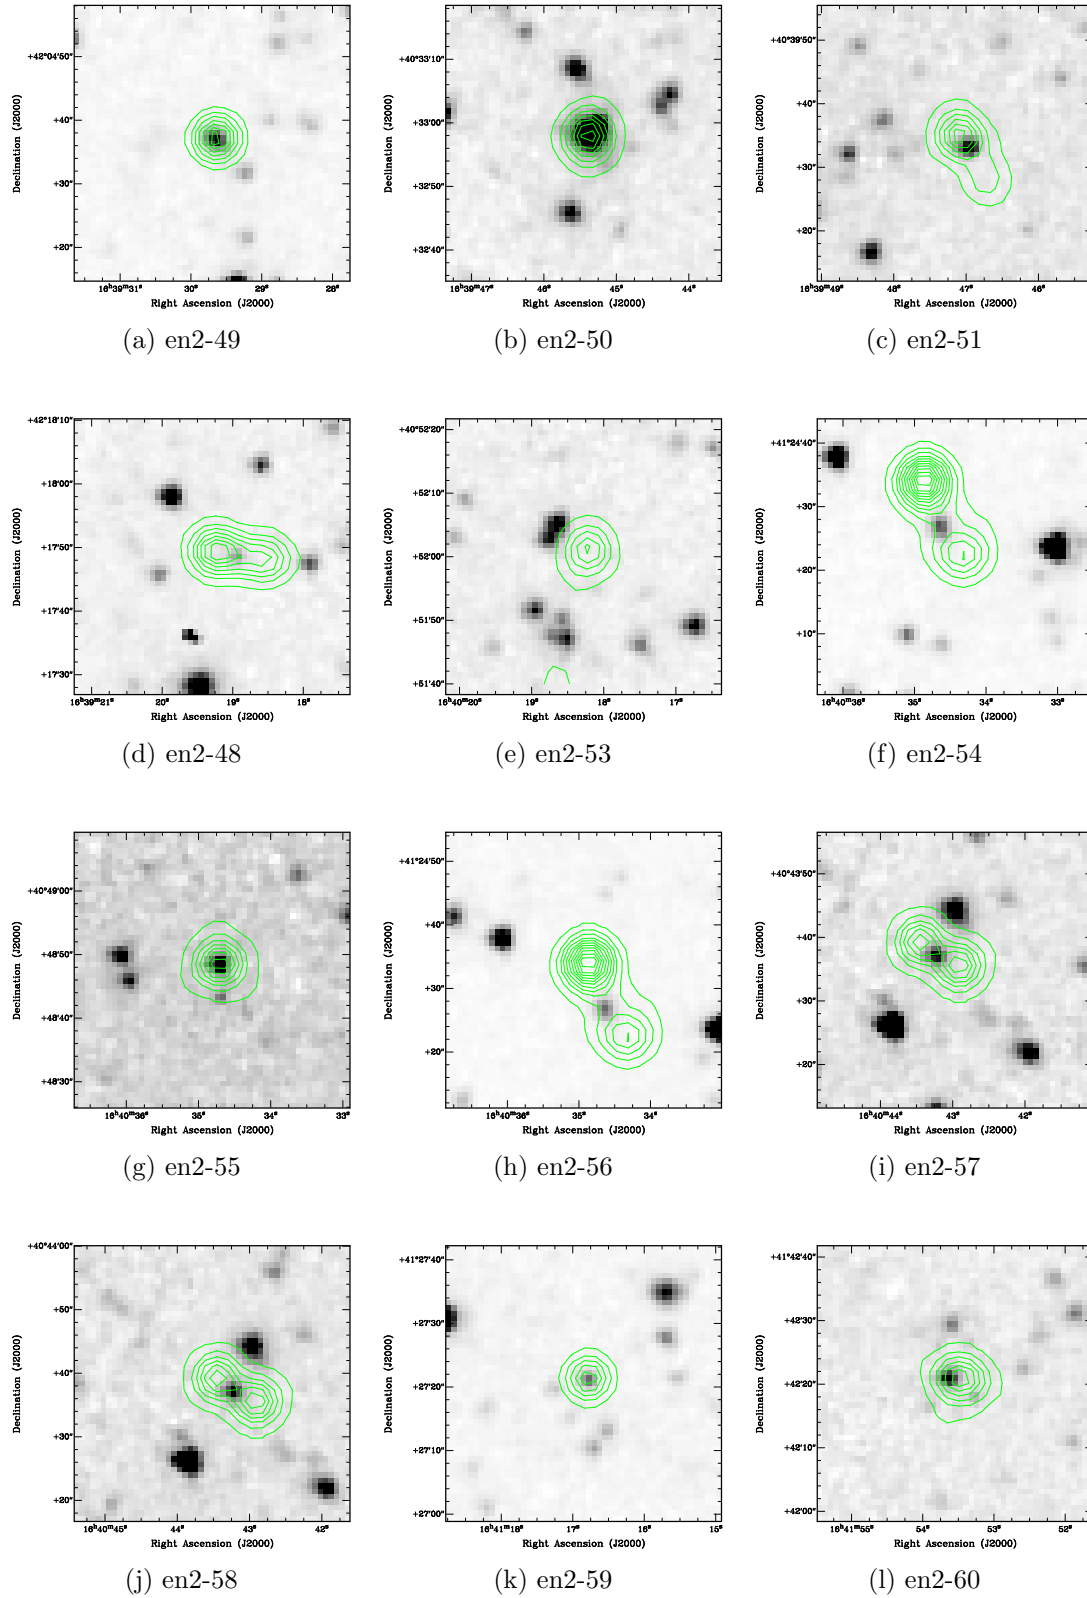 +42°04'50" +40" +30" +20"
Declination (J2000)
16ʰ39ᵐ31ˢ 30ˢ 29ˢ 28ˢ
Right Ascension (J2000)
(a) en2-49
+40°33'10" +33'00" +32'50" +32'40"
Declination (J2000)
16ʰ39ᵐ47ˢ 46ˢ 45ˢ 44ˢ
Right Ascension (J2000)
(b) en2-50
+40°39'50" +40" +30" +20"
Declination (J2000)
16ʰ39ᵐ49ˢ 48ˢ 47ˢ 46ˢ
Right Ascension (J2000)
(c) en2-51
+42°18'10" +18'00" +17'50" +17'40" +17'30"
Declination (J2000)
16ʰ39ᵐ21ˢ 20ˢ 19ˢ 18ˢ
Right Ascension (J2000)
(d) en2-48
+40°52'20" +52'10" +52'00" +51'50" +51'40"
Declination (J2000)
16ʰ40ᵐ20ˢ 19ˢ 18ˢ 17ˢ
Right Ascension (J2000)
(e) en2-53
+41°24'40" +30" +20" +10"
Declination (J2000)
16ʰ40ᵐ36ˢ 35ˢ 34ˢ 33ˢ
Right Ascension (J2000)
(f) en2-54
+40°49'00" +48'50" +48'40" +48'30"
Declination (J2000)
16ʰ40ᵐ36ˢ 35ˢ 34ˢ 33ˢ
Right Ascension (J2000)
(g) en2-55
+41°24'50" +40" +30" +20"
Declination (J2000)
16ʰ40ᵐ36ˢ 35ˢ 34ˢ
Right Ascension (J2000)
(h) en2-56
+40°43'50" +40" +30"
Declination (J2000)
16ʰ40ᵐ44ˢ 43ˢ 42ˢ
Right Ascension (J2000)
(i) en2-57
+40°44'00" +50" +40" +30" +20"
Declination (J2000)
16ʰ40ᵐ45ˢ 44ˢ 43ˢ 42ˢ
Right Ascension (J2000)
(j) en2-58
+41°27'40" +27'30" +27'20" +27'10" +27'00"
Declination (J2000)
16ʰ41ᵐ18ˢ 17ˢ 16ˢ 15ˢ
Right Ascension (J2000)
(k) en2-59
+41°42'40" +42'30" +42'20" +42'10" +42'00"
Declination (J2000)
16ʰ41ᵐ55ˢ 54ˢ 53ˢ 52ˢ
Right Ascension (J2000)
(l) en2-60